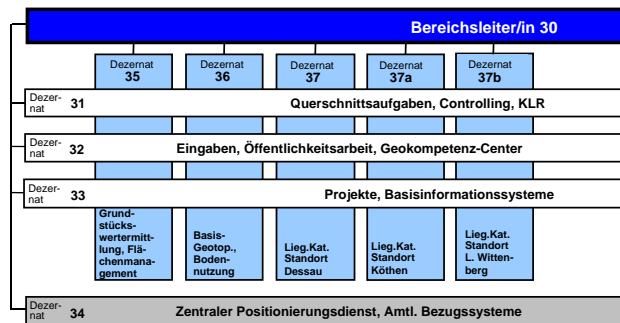 Bereichsleiter/in 30
Dezernat
35
Dezernat
36
Dezernat
37
Dezernat
37a
Dezernat
37b
Dezer-
nat 31
Querschnittsaufgaben, Controlling, KLR
Dezer-
nat 32
Eingaben, Öffentlichkeitsarbeit, Geokompetenz-Center
Dezer-
nat 33
Projekte, Basisinformationssysteme
Grund-
stücks-
wertermitt-
lung, Flä-
chenmana-
gement
Basis-
Geotop.,
Boden-
nutzung
Lieg.Kat.
Standort
Dessau
Lieg.Kat.
Standort
Köthen
Lieg.Kat.
Standort
L. Witten-
berg
Dezer-
nat 34
Zentraler Positionierungsdienst, Amtl. Bezugssysteme